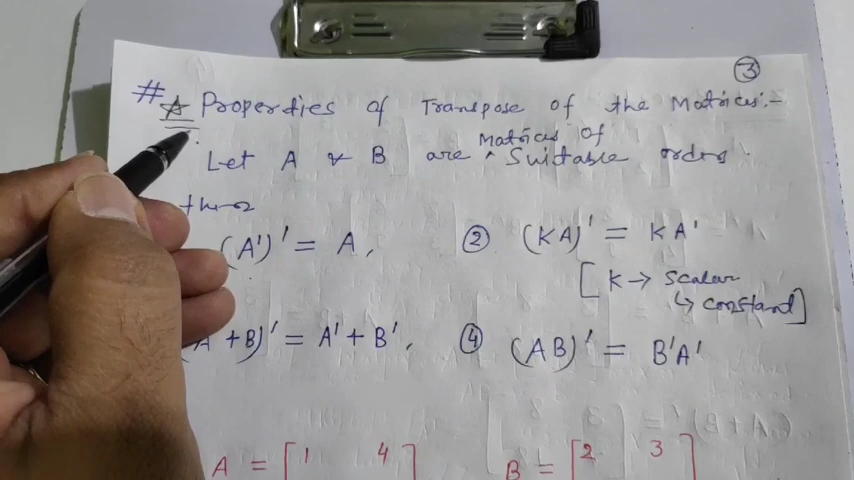 ③
# ☆ Properties of Transpose of the Matrices:-
Matrices of
Let A & B are ^ Suitable orders.
then
(A')' = A, ② (KA)' = KA'
[K → scalar
↳ constant]
A + B)' = A' + B', ④ (AB)' = B'A'
A = [1 4] B = [2 3]